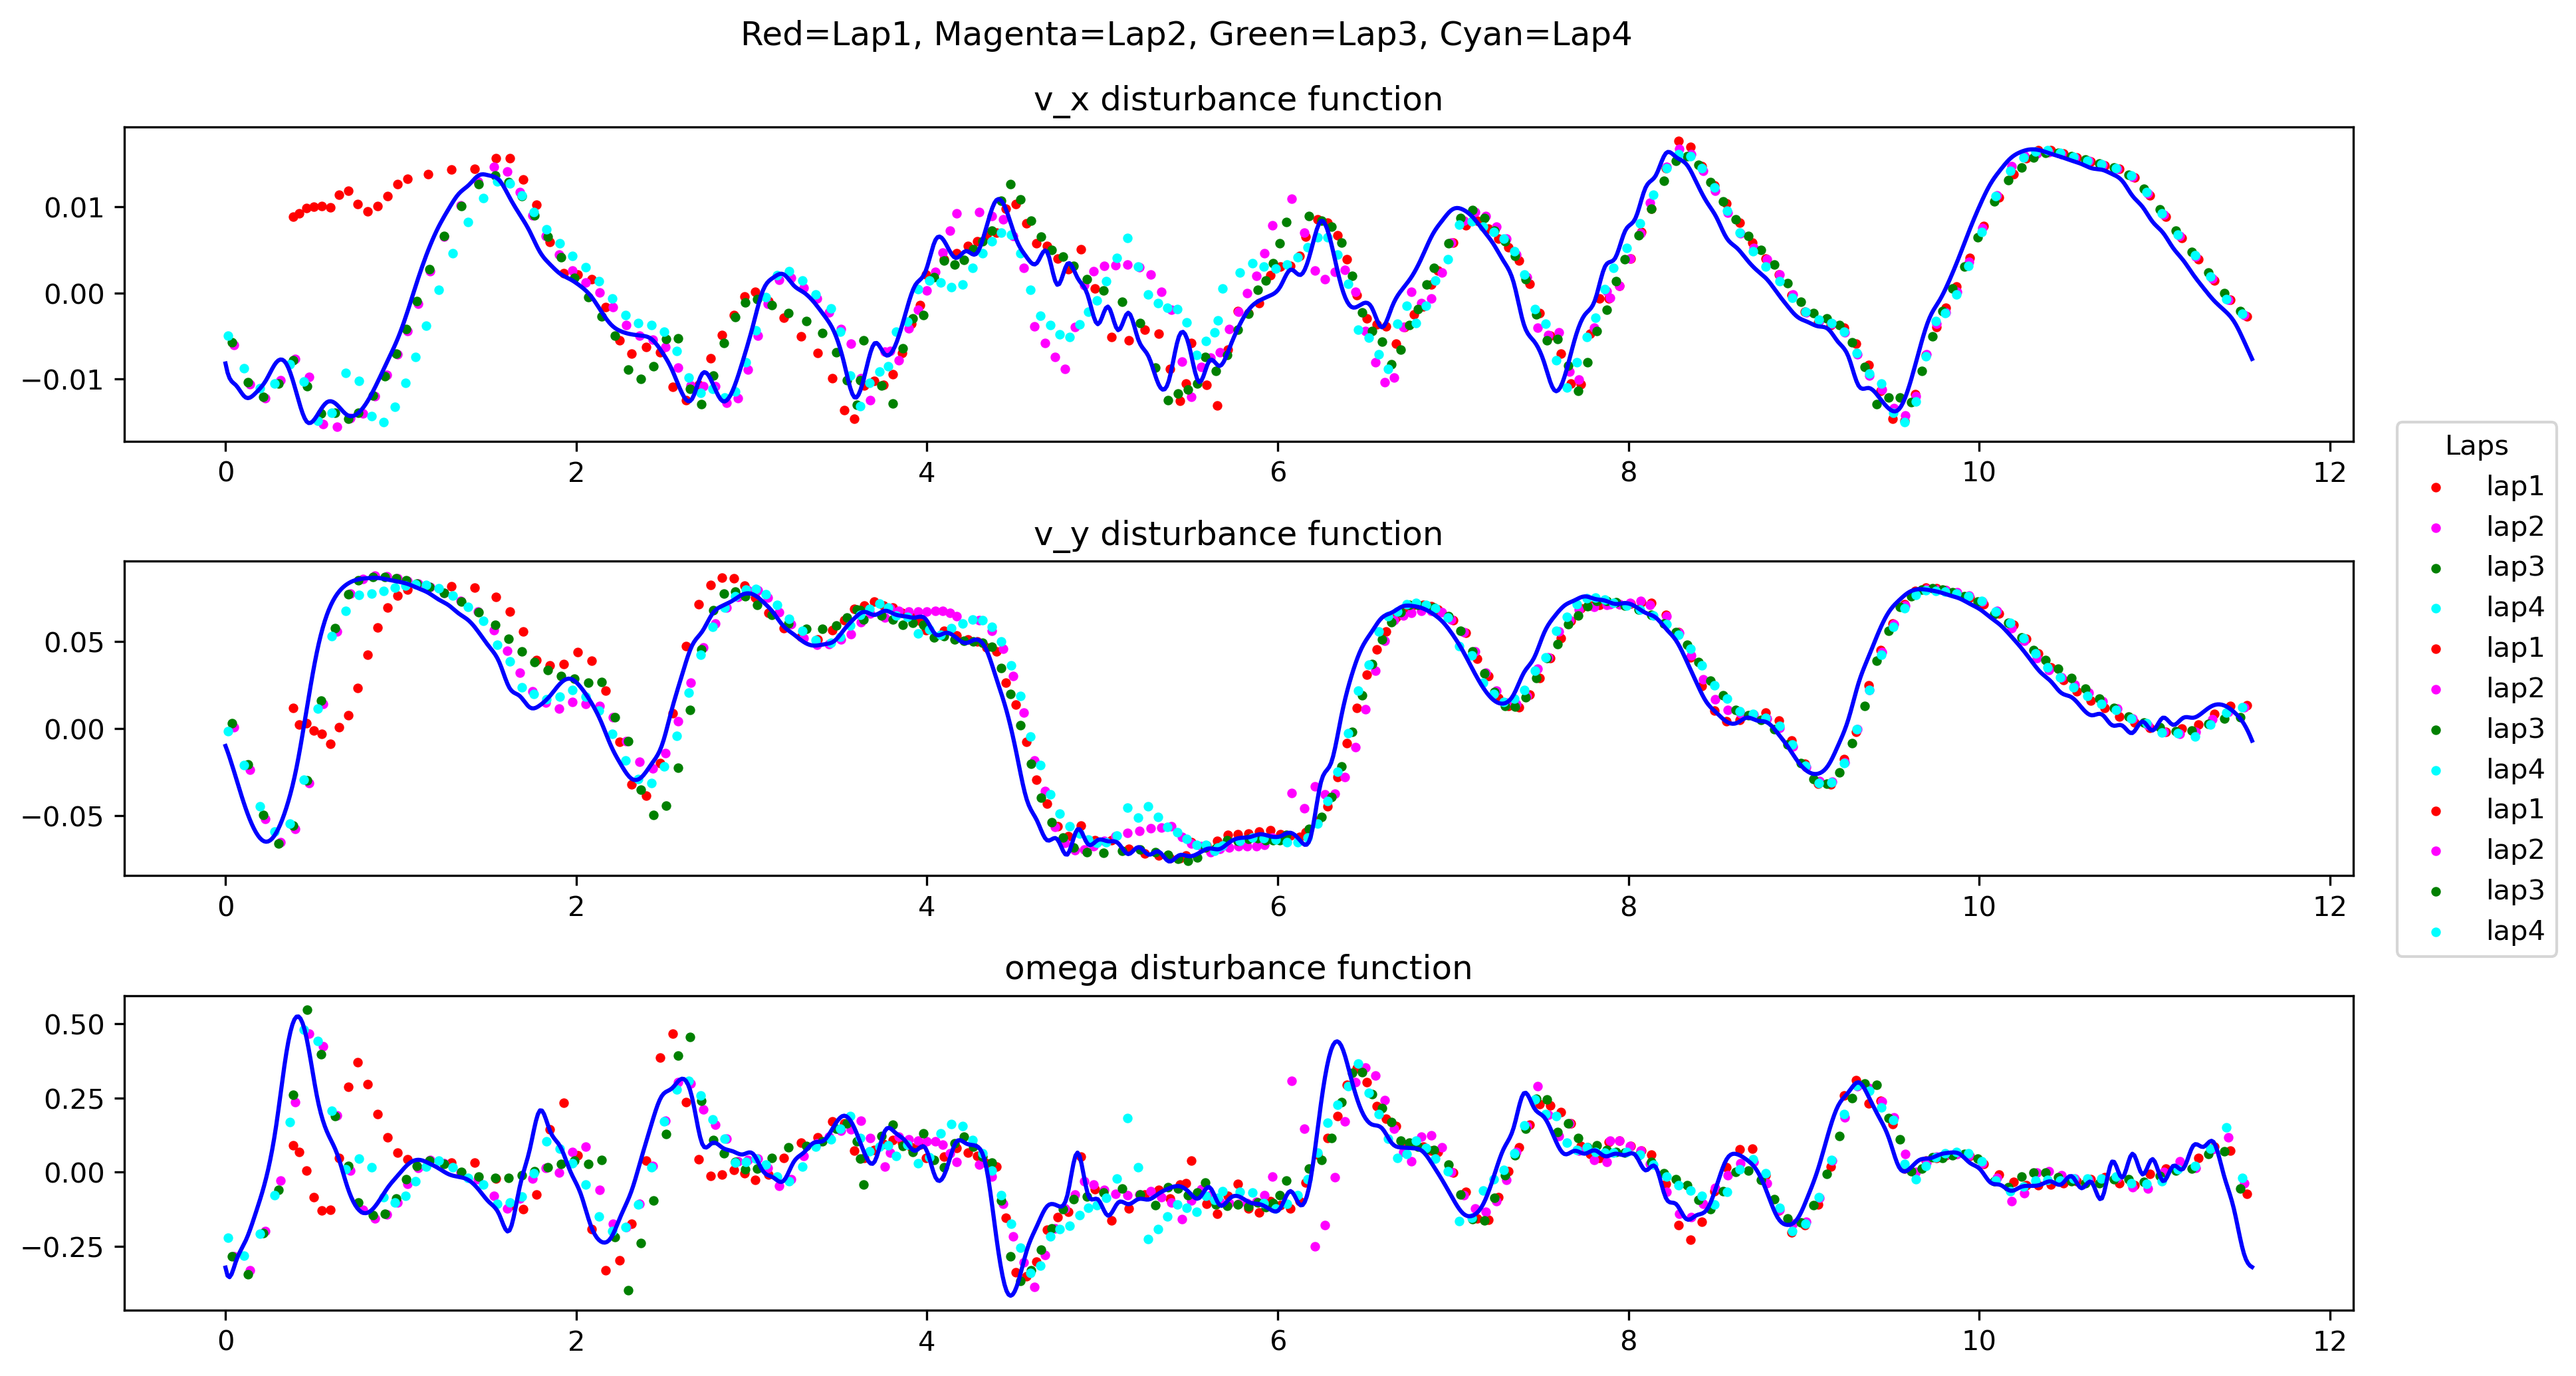 Red=Lap1, Magenta=Lap2, Green=Lap3, Cyan=Lap4
v_x disturbance function
0.01
0.00
−0.01
0 2 4 6 8 10 12
v_y disturbance function
0.05
0.00
−0.05
0 2 4 6 8 10 12
omega disturbance function
0.50
0.25
0.00
−0.25
0 2 4 6 8 10 12
Laps
lap1
lap2
lap3
lap4
lap1
lap2
lap3
lap4
lap1
lap2
lap3
lap4